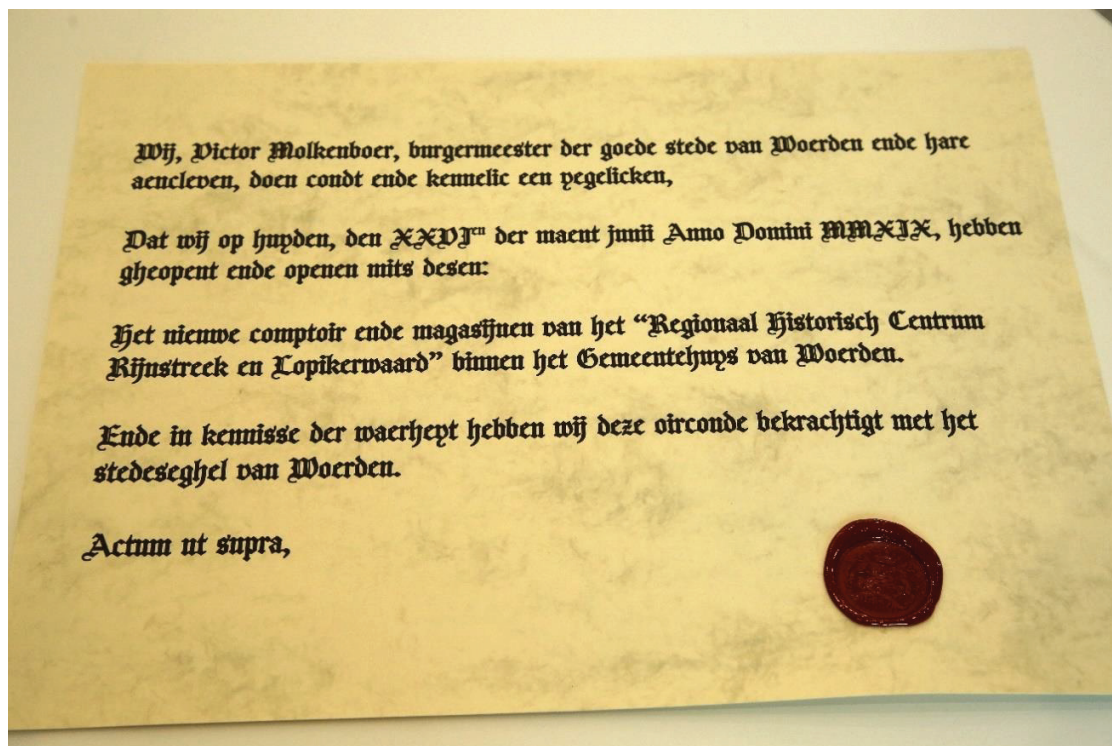 Wij, Victor Molkenboer, burgermeester der goede stede van Woerden ende hare
aencleven, doen condt ende kennelic een yegelicken,
Dat wij op huyden, den XXVIen der maent junii Anno Domini MMXIX, hebben
gheopent ende openen mits desen:
Het nieuwe comptoir ende magasijnen van het “Regionaal Historisch Centrum
Rijnstreek en Lopikerwaard” binnen het Gemeentehuys van Woerden.
Ende in kennisse der waerheyt hebben wij deze oirconde bekrachtigt met het
stedeseghel van Woerden.
Actum ut supra,